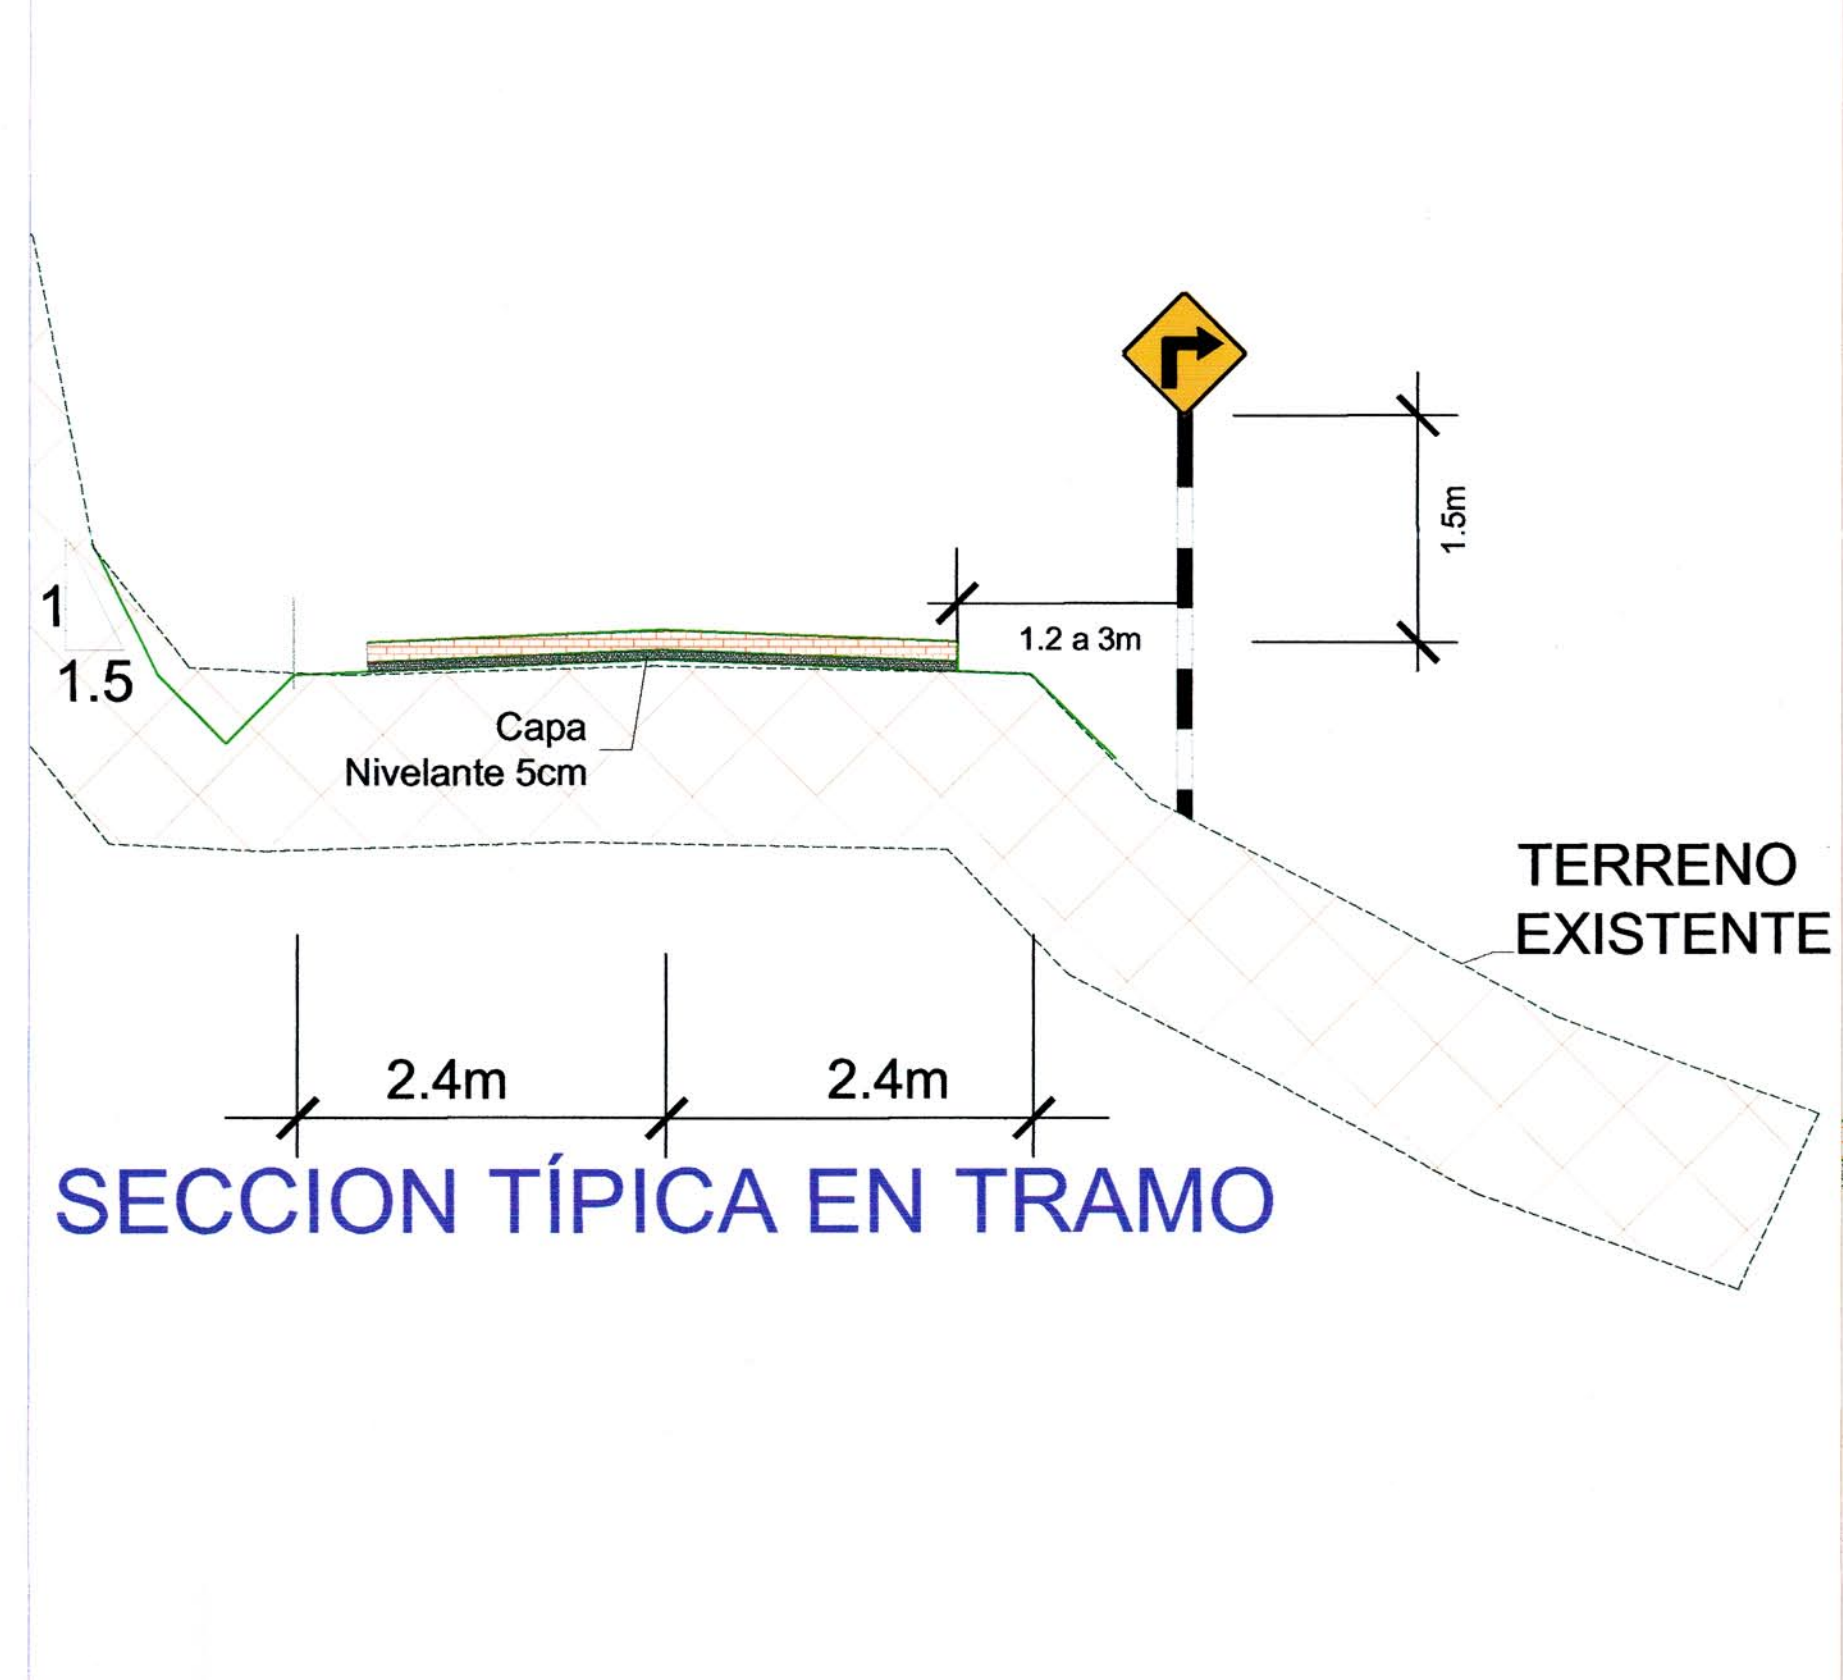 1.5m
1
1.5
1.2 a 3m
Capa
Nivelante 5cm
TERRENO
EXISTENTE
2.4m
2.4m
SECCION TÍPICA EN TRAMO